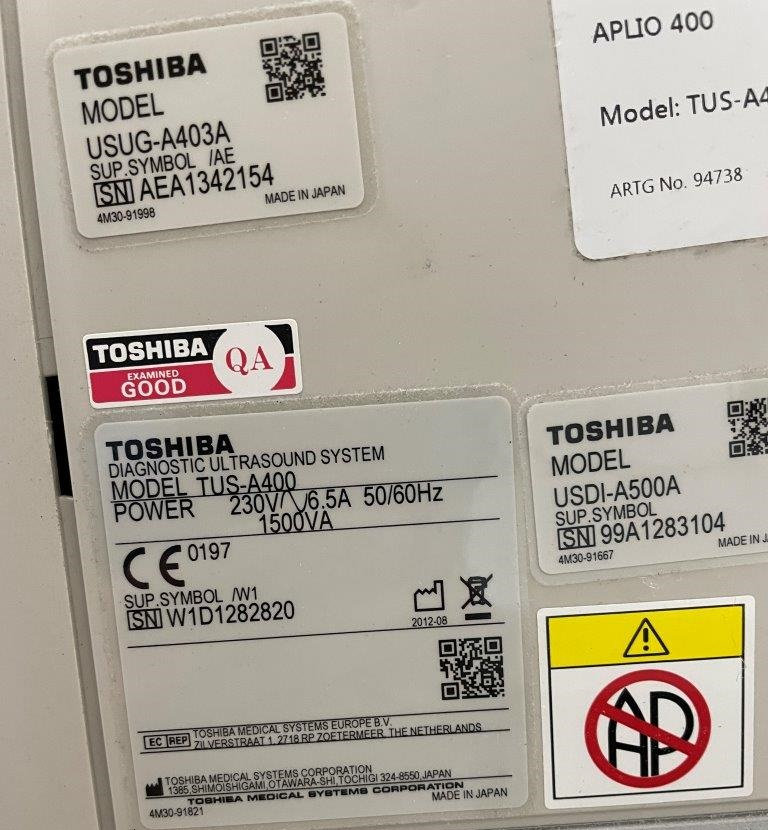 TOSHIBA
MODEL
USUG-A403A
SUP.SYMBOL /AE
SN AEA1342154
4M30-91998 MADE IN JAPAN
APLIO 400
Model: TUS-A4
ARTG No. 94738
TOSHIBA
EXAMINED
GOOD
QA
TOSHIBA
DIAGNOSTIC ULTRASOUND SYSTEM
MODEL TUS-A400
POWER 230V∿6.5A 50/60Hz
1500VA
CE 0197
SUP.SYMBOL /W1
SN W1D1282820
2012-08
EC REP TOSHIBA MEDICAL SYSTEMS EUROPE B.V.
ZILVERSTRAAT 1, 2718 RP ZOETERMEER, THE NETHERLANDS
TOSHIBA MEDICAL SYSTEMS CORPORATION
1385,SHIMOISHIGAMI,OTAWARA-SHI,TOCHIGI 324-8550,JAPAN
TOSHIBA MEDICAL SYSTEMS CORPORATION
4M30-91821 MADE IN JAPAN
TOSHIBA
MODEL
USDI-A500A
SUP.SYMBOL
SN 99A1283104
4M30-91667 MADE IN J
AP
HP